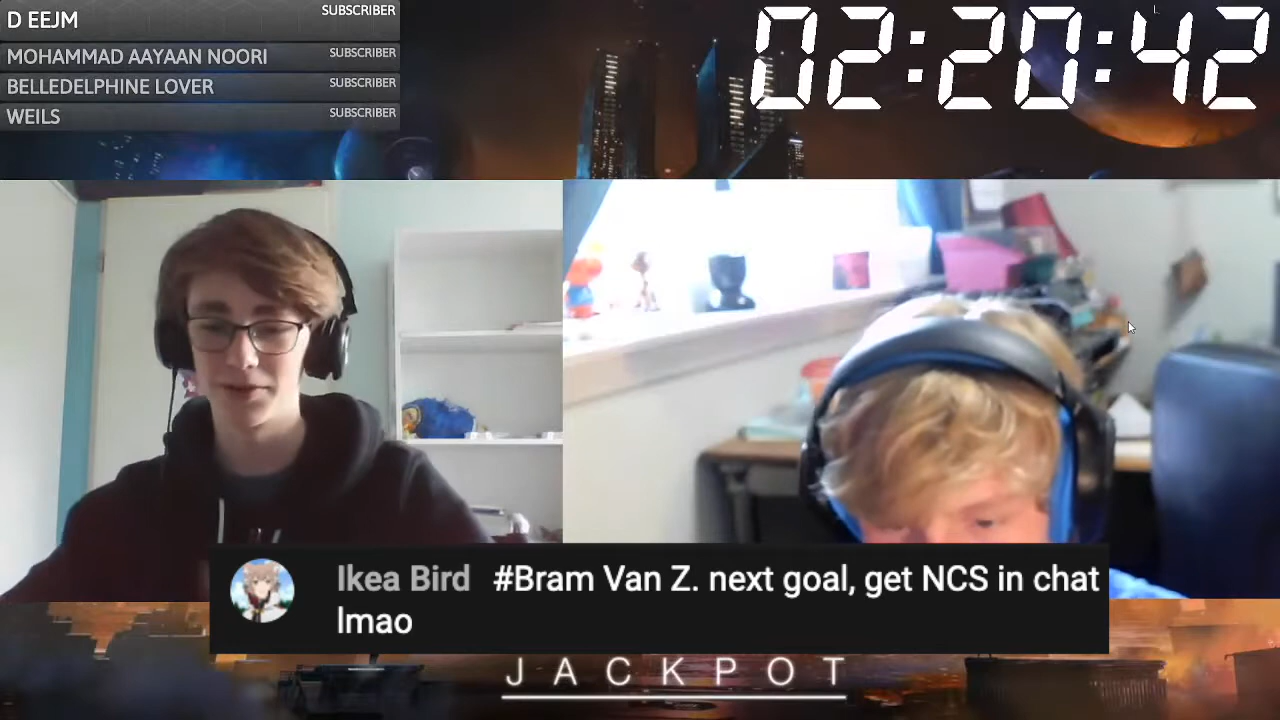 D EEJM SUBSCRIBER
MOHAMMAD AAYAAN NOORI SUBSCRIBER
BELLEDELPHINE LOVER SUBSCRIBER
WEILS SUBSCRIBER
02:20:42
Ikea Bird #Bram Van Z. next goal, get NCS in chat
lmao
JACKPOT